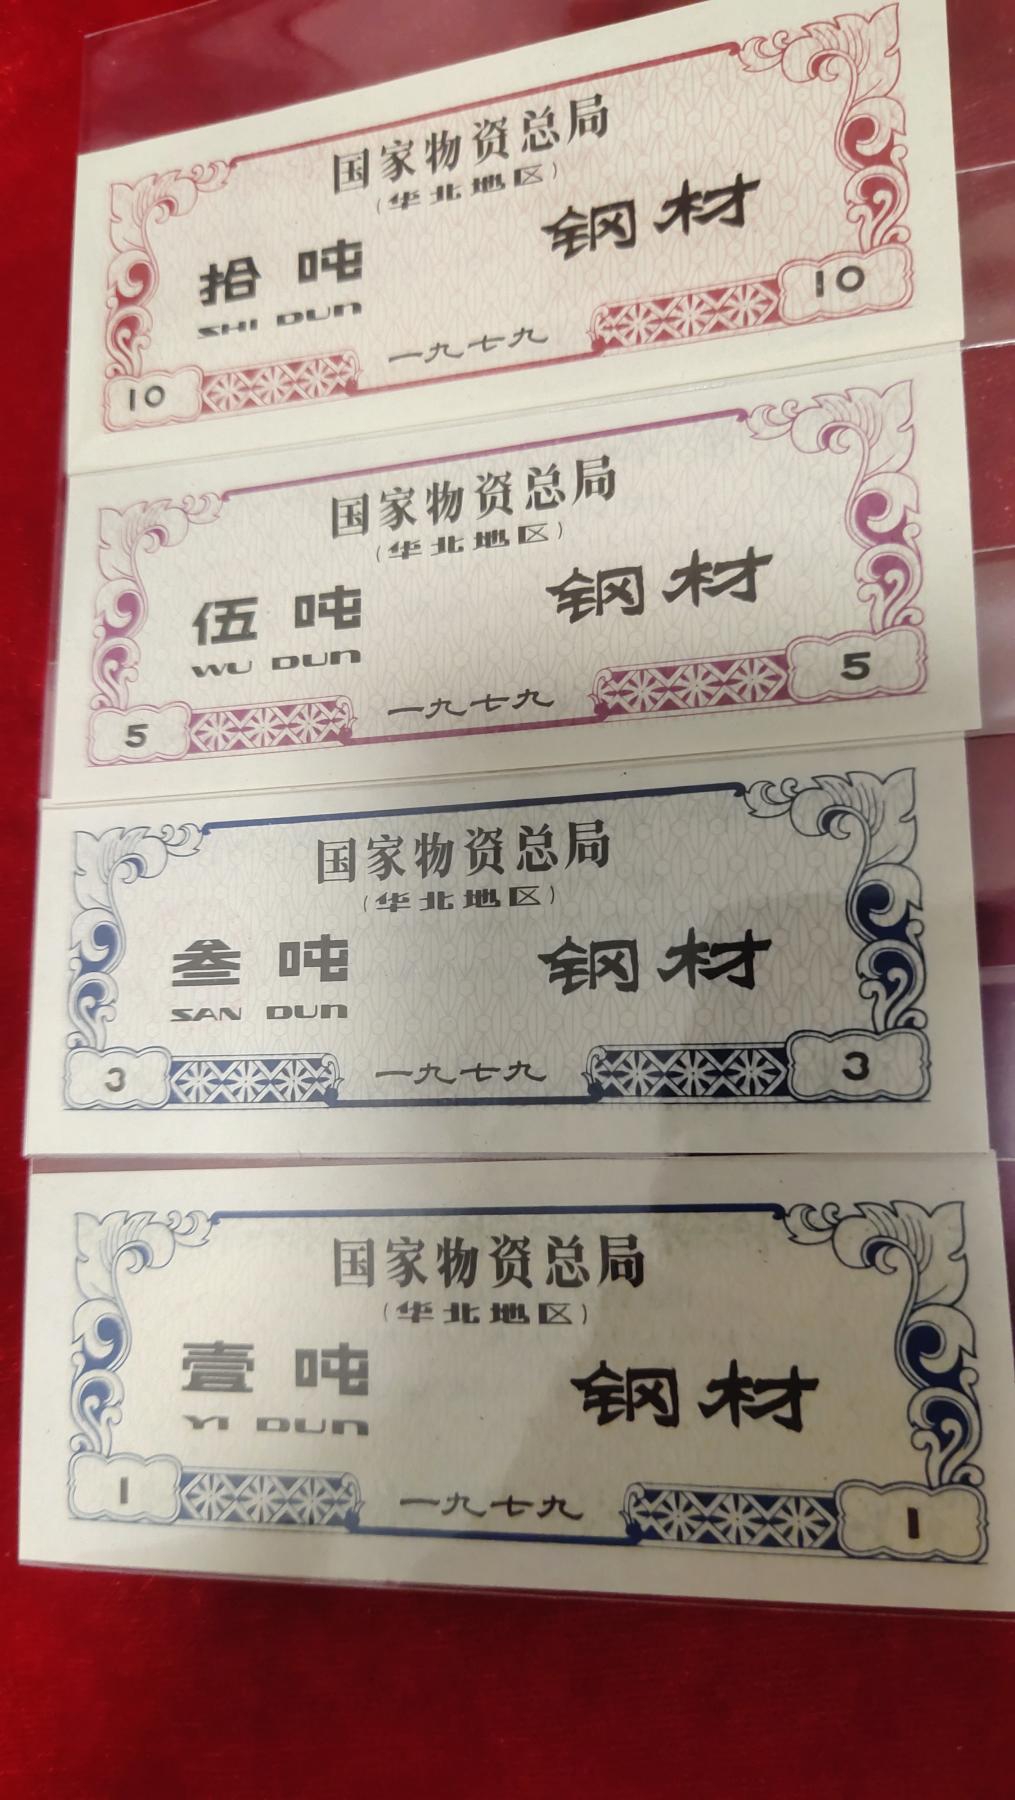 国家物资总局
(华北地区)
拾吨 钢材
SHI DUN
一九七九
10 10
国家物资总局
(华北地区)
伍吨 钢材
WU DUN
一九七九
5 5
国家物资总局
(华北地区)
叁吨 钢材
SAN DUN
一九七九
3 3
国家物资总局
(华北地区)
壹吨 钢材
YI DUN
一九七九
1 1